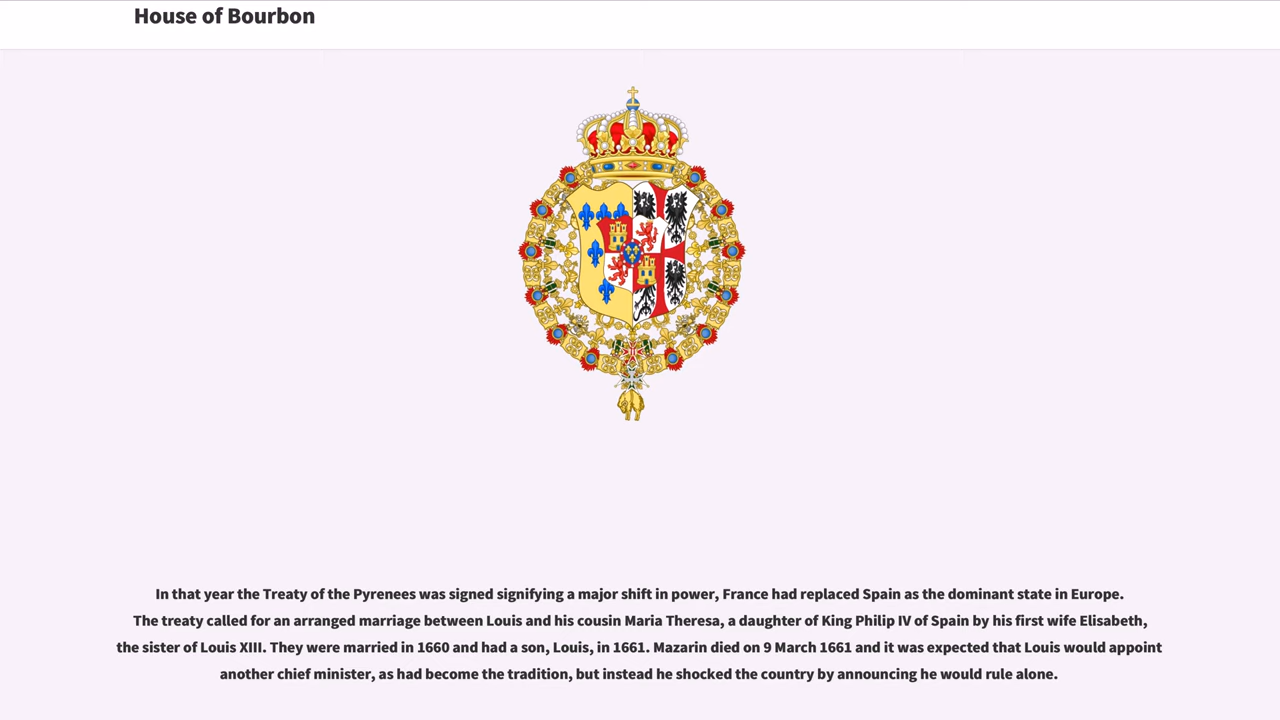 House of Bourbon
In that year the Treaty of the Pyrenees was signed signifying a major shift in power, France had replaced Spain as the dominant state in Europe.
The treaty called for an arranged marriage between Louis and his cousin Maria Theresa, a daughter of King Philip IV of Spain by his first wife Elisabeth,
the sister of Louis XIII. They were married in 1660 and had a son, Louis, in 1661. Mazarin died on 9 March 1661 and it was expected that Louis would appoint
another chief minister, as had become the tradition, but instead he shocked the country by announcing he would rule alone.